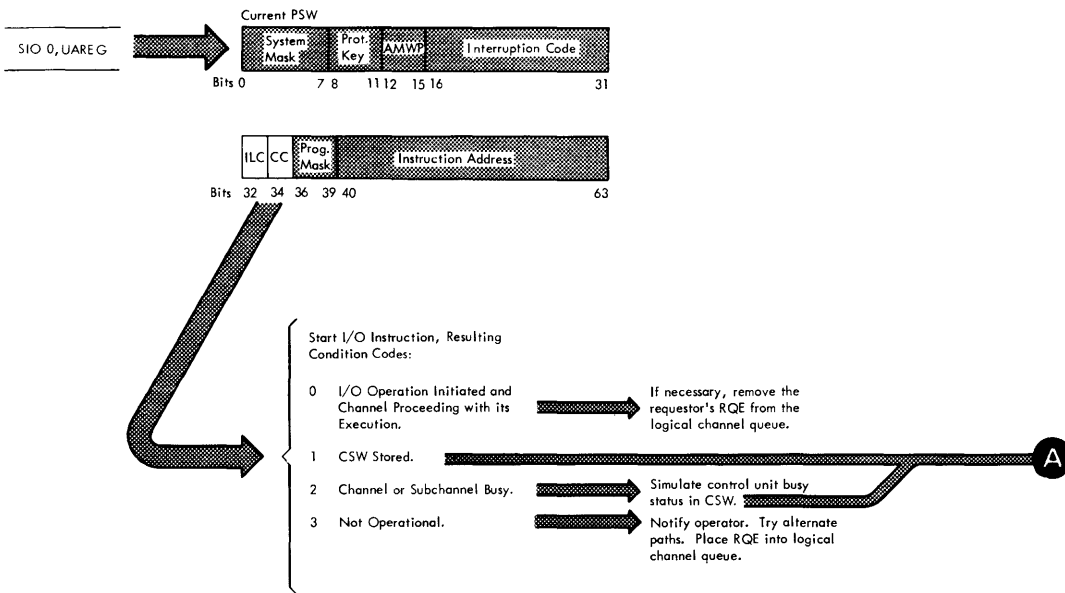 Current PSW
SIO 0, UAREG
System Mask
Prot. Key
AMWP
Interruption Code
Bits 0 7 8 11 12 15 16 31
ILC CC
Prog. Mask
Instruction Address
Bits 32 34 36 39 40 63
Start I/O Instruction, Resulting
Condition Codes:
0 I/O Operation Initiated and
Channel Proceeding with its
Execution.
If necessary, remove the
requestor's RQE from the
logical channel queue.
1 CSW Stored.
A
2 Channel or Subchannel Busy.
Simulate control unit busy
status in CSW.
3 Not Operational.
Notify operator. Try alternate
paths. Place RQE into logical
channel queue.